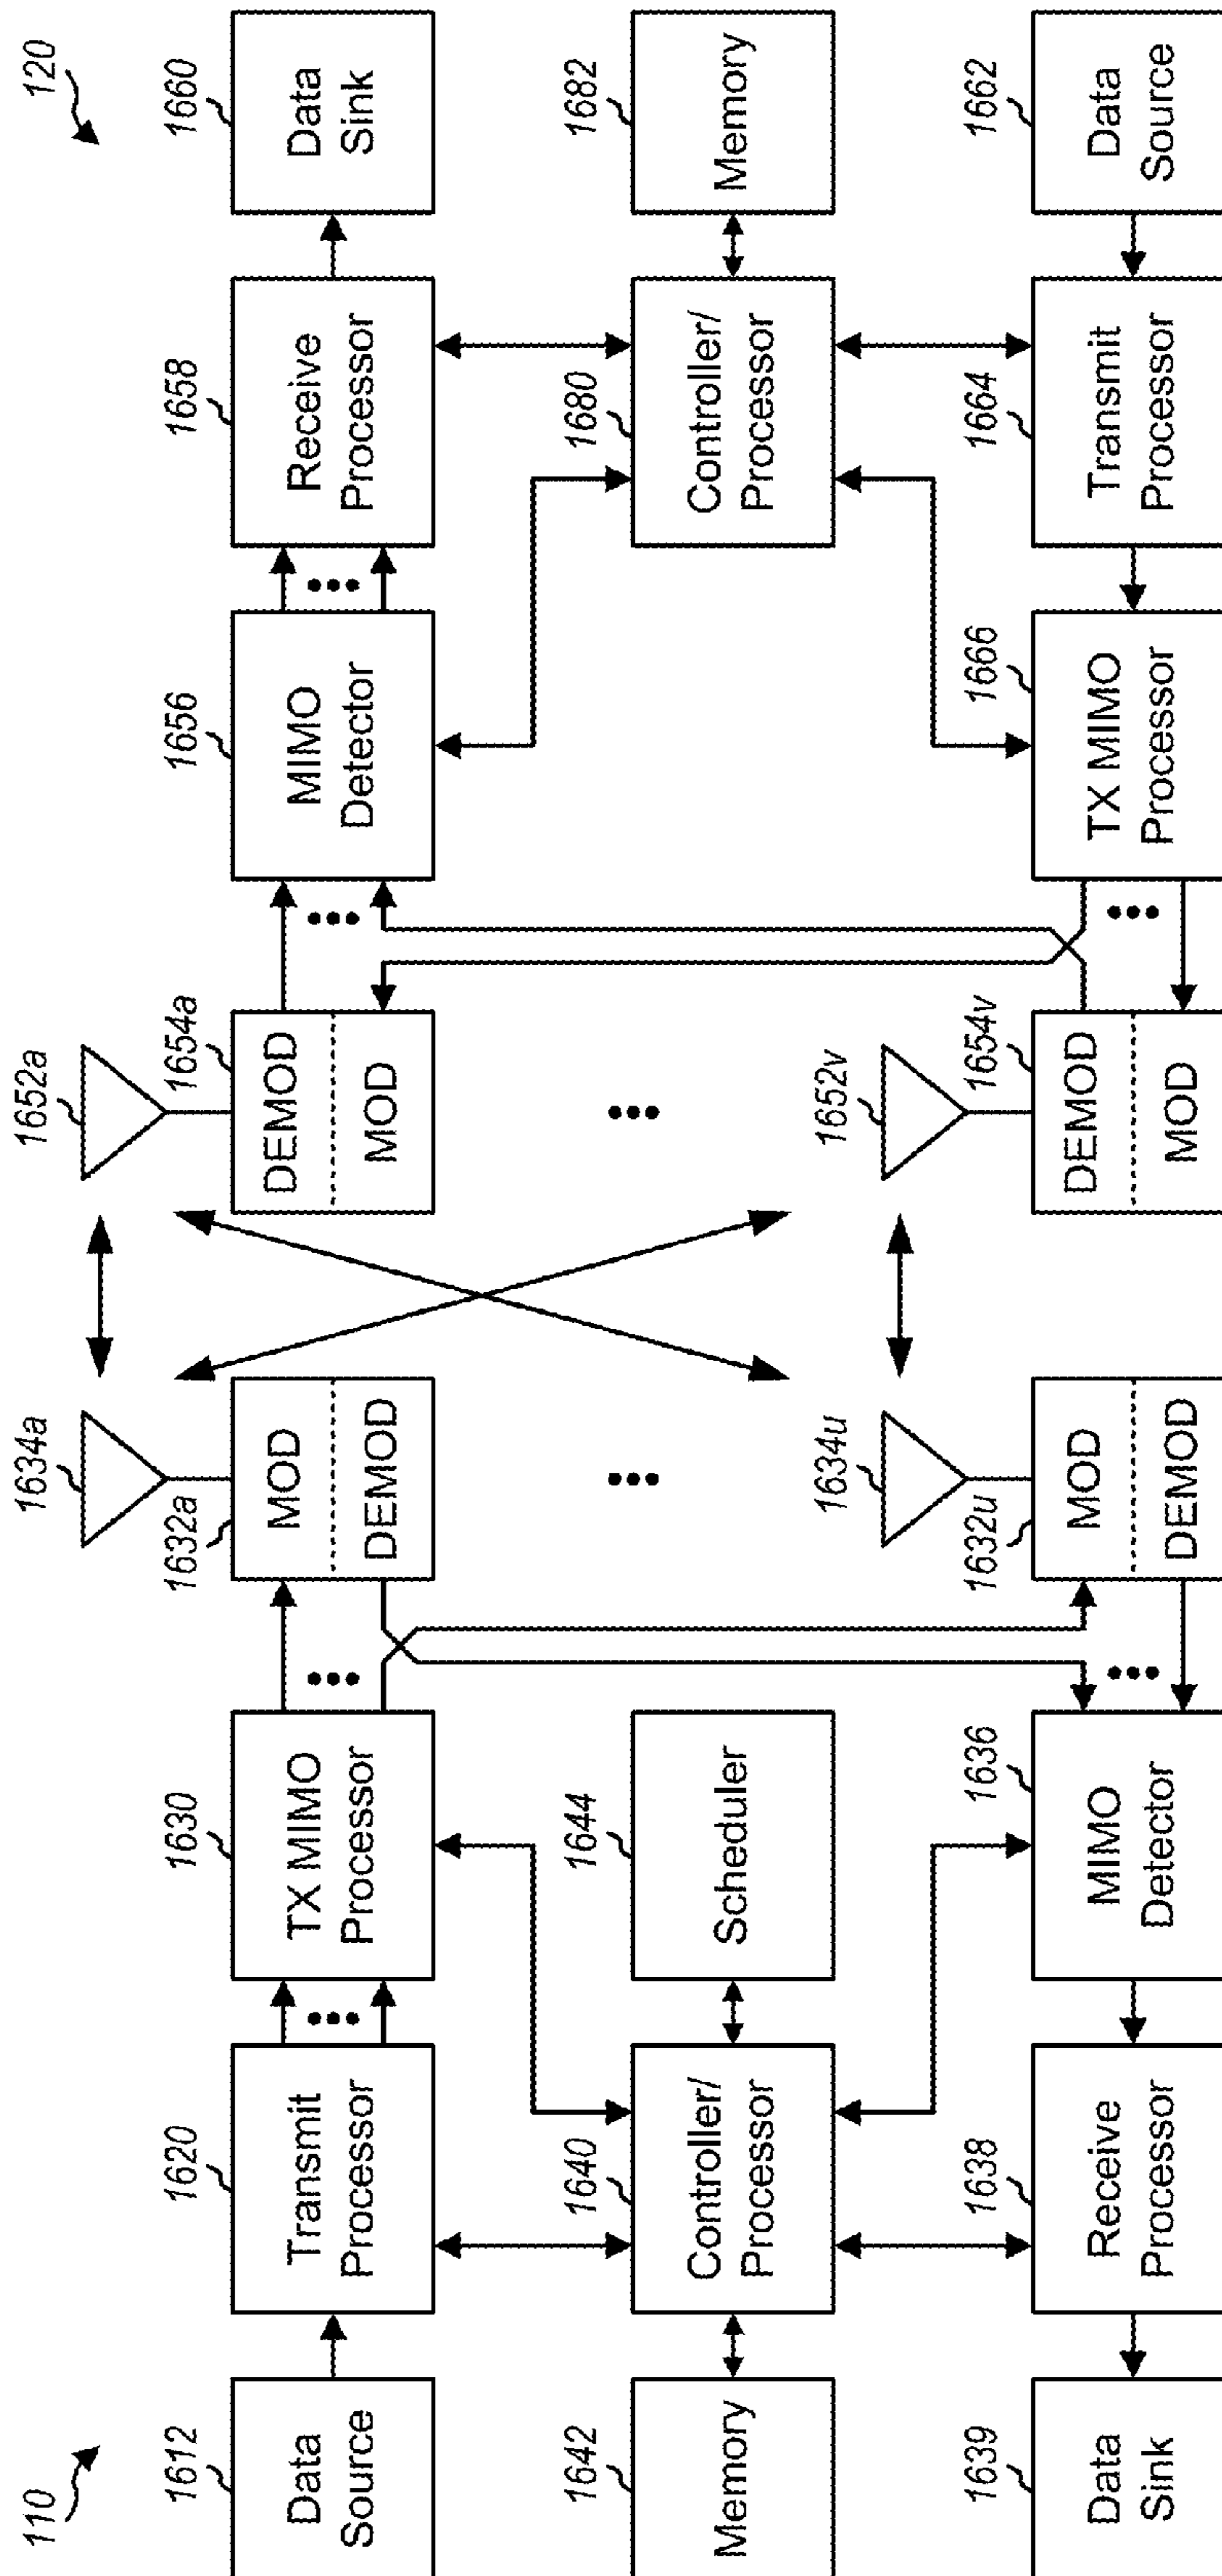 110
120
1612
Data
Source
1620
Transmit
Processor
1630
TX MIMO
Processor
1632a
MOD
DEMOD
1634a
1652a
1654a
DEMOD
MOD
1656
MIMO
Detector
1658
Receive
Processor
1660
Data
Sink
1642
Memory
1640
Controller/
Processor
1644
Scheduler
1680
Controller/
Processor
1682
Memory
1639
Data
Sink
1638
Receive
Processor
1636
MIMO
Detector
1632u
MOD
DEMOD
1634u
1652v
1654v
DEMOD
MOD
1666
TX MIMO
Processor
1664
Transmit
Processor
1662
Data
Source